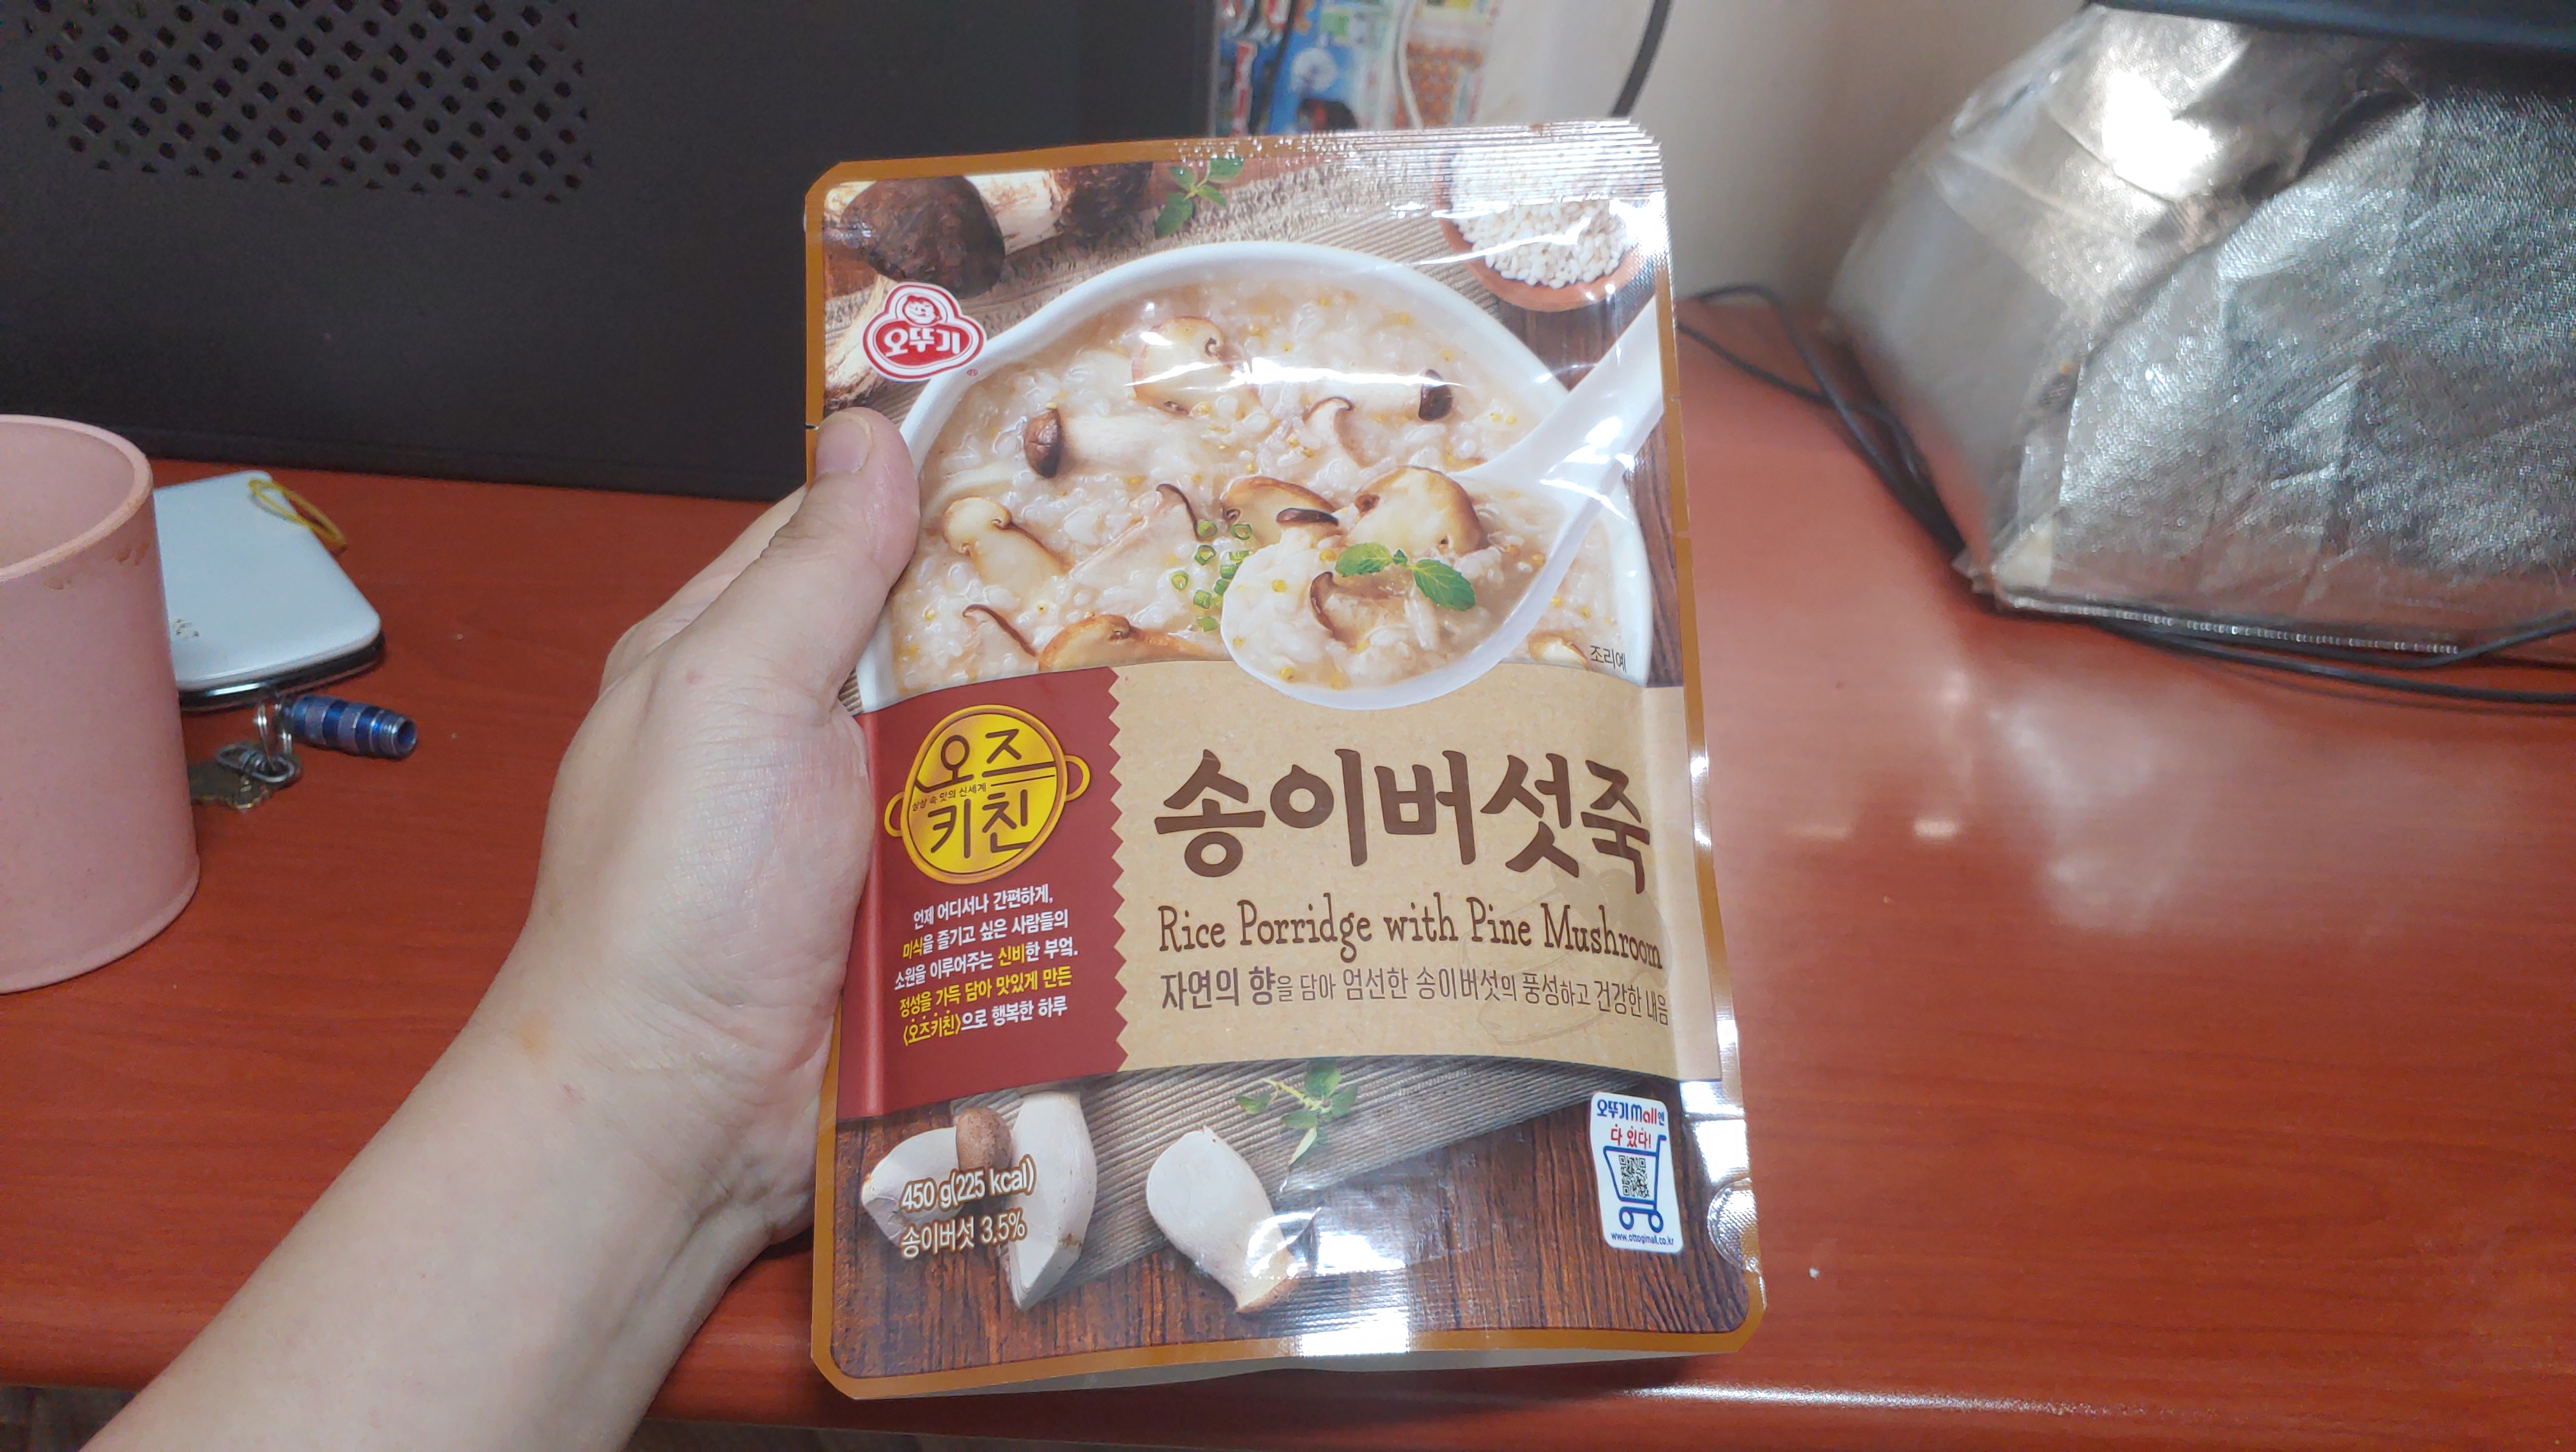 오뚜기
조리예
오즈
상상 속 맛의 신세계
키친
언제 어디서나 간편하게,
미식을 즐기고 싶은 사람들의
소원을 이루어주는 신비한 부엌.
정성을 가득 담아 맛있게 만든
<오즈키친>으로 행복한 하루
송이버섯죽
Rice Porridge with Pine Mushroom
자연의 향을 담아 엄선한 송이버섯의 풍성하고 건강한 내음
450 g(225 kcal)
송이버섯 3.5%
오뚜기mall엔
다 있다!
www.ottogimall.co.kr